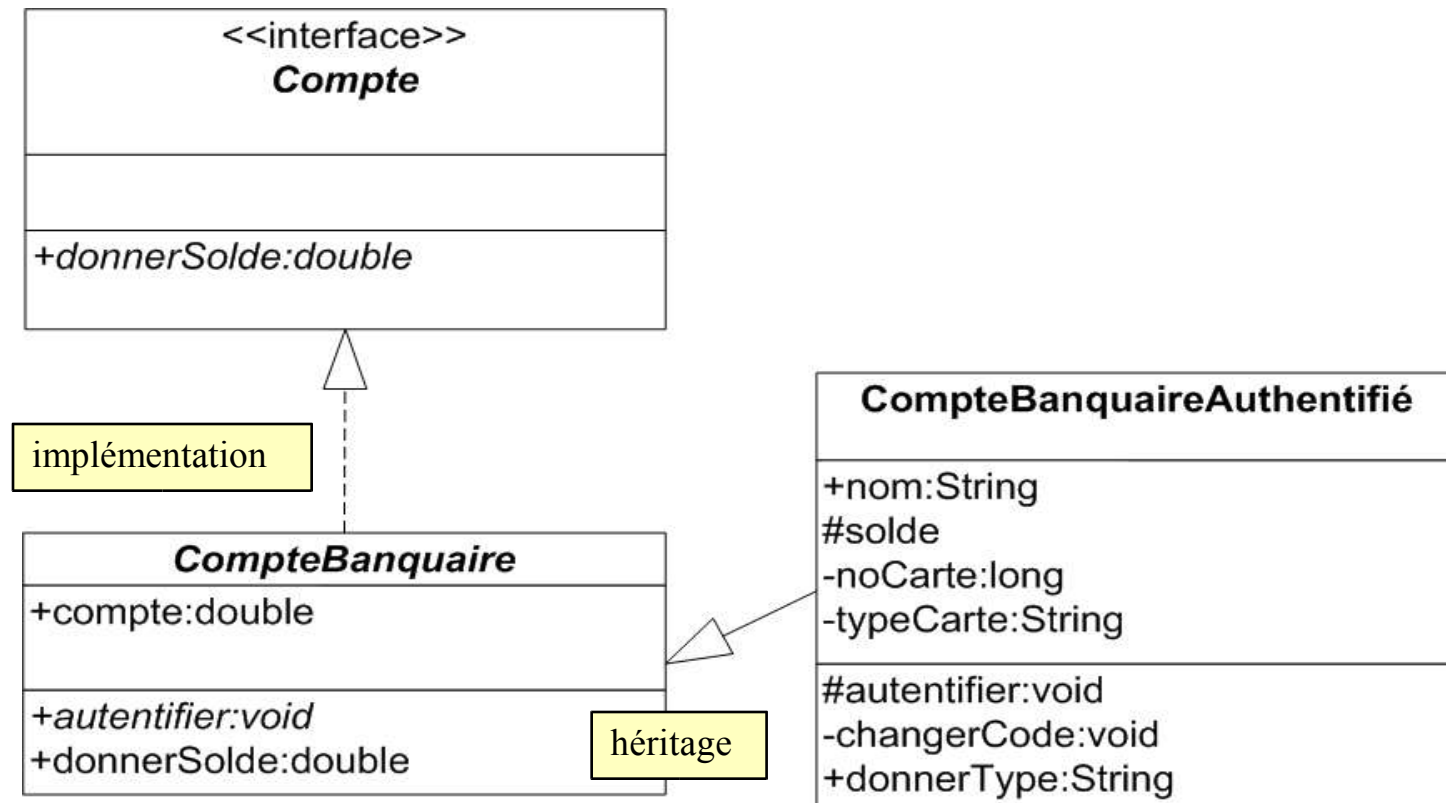 <<interface>>
Compte
+donnerSolde:double
implémentation
CompteBanquaire
+compte:double
+autentifier:void
+donnerSolde:double
héritage
CompteBanquaireAuthentifié
+nom:String
#solde
-noCarte:long
-typeCarte:String
#autentifier:void
-changerCode:void
+donnerType:String